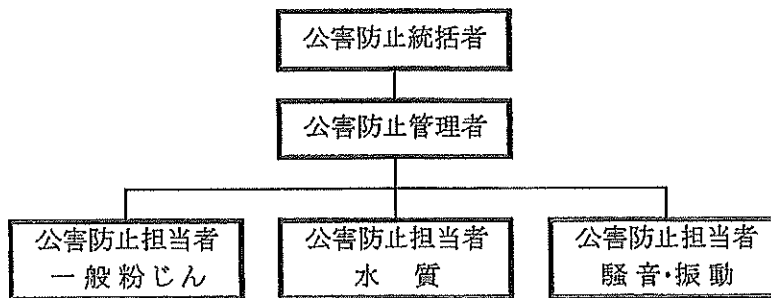 公害防止統括者
公害防止管理者
公害防止担当者
一般粉じん
公害防止担当者
水質
公害防止担当者
騒音・振動